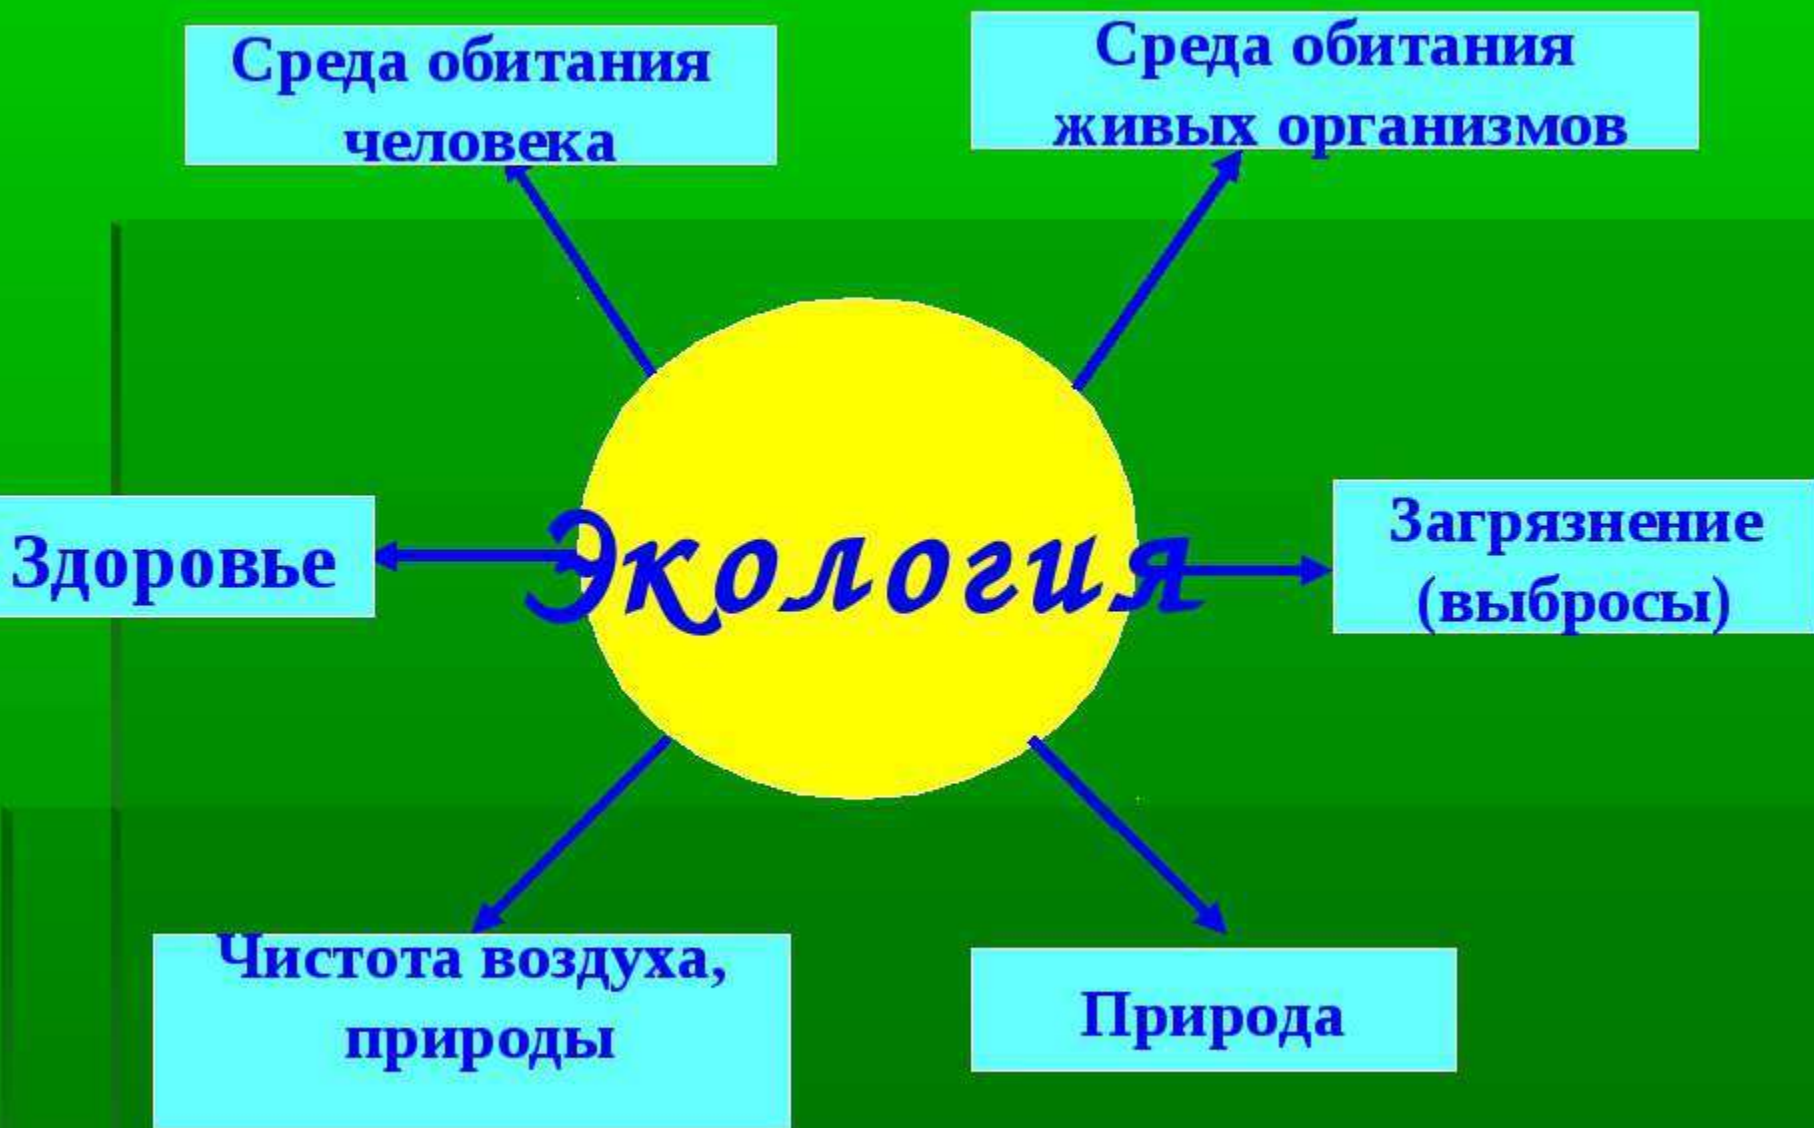 Среда обитания
человека
Среда обитания
живых организмов
Здоровье
Экология
Загрязнение
(выбросы)
Чистота воздуха,
природы
Природа